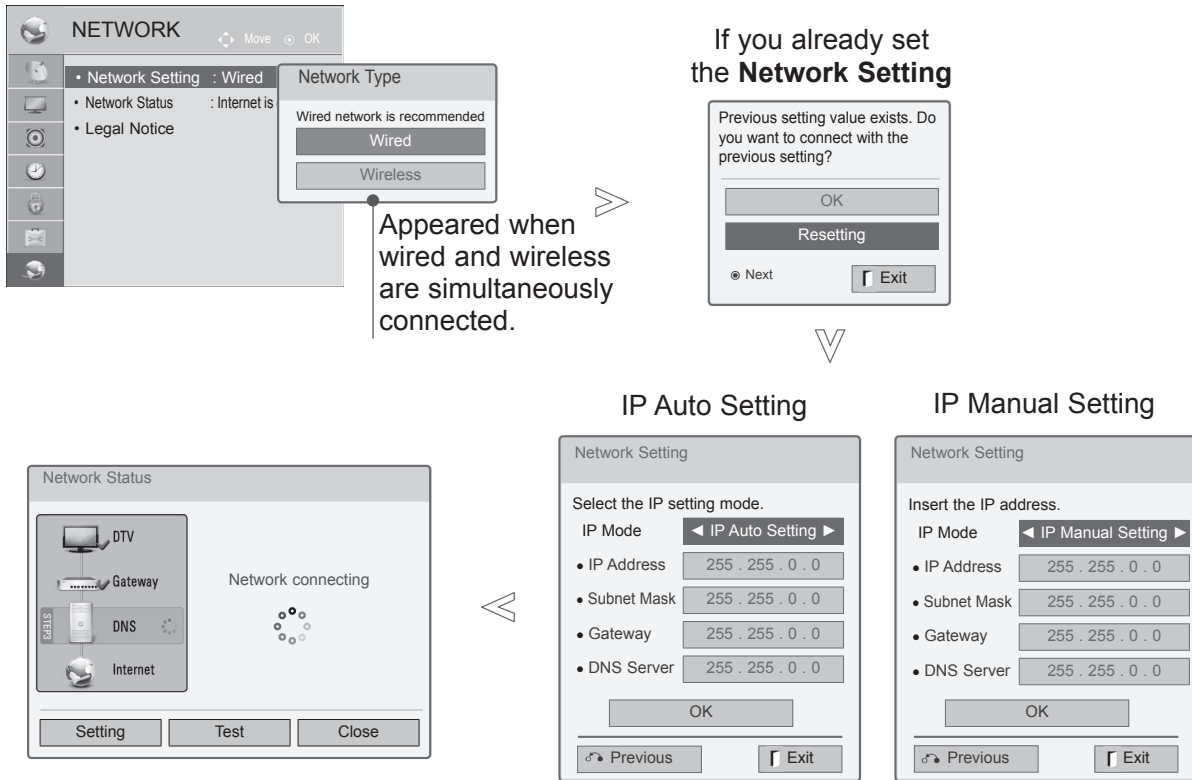 NETWORK
Move
OK
• Network Setting : Wired
• Network Status : Internet is
• Legal Notice
Network Type
Wired network is recommended
Wired
Wireless
Appeared when
wired and wireless
are simultaneously
connected.
If you already set
the Network Setting
Previous setting value exists. Do
you want to connect with the
previous setting?
OK
Resetting
Next
Exit
IP Auto Setting
Network Setting
Select the IP setting mode.
IP Mode ◄ IP Auto Setting ►
• IP Address 255 . 255 . 0 . 0
• Subnet Mask 255 . 255 . 0 . 0
• Gateway 255 . 255 . 0 . 0
• DNS Server 255 . 255 . 0 . 0
OK
Previous
Exit
IP Manual Setting
Network Setting
Insert the IP address.
IP Mode ◄ IP Manual Setting ►
• IP Address 255 . 255 . 0 . 0
• Subnet Mask 255 . 255 . 0 . 0
• Gateway 255 . 255 . 0 . 0
• DNS Server 255 . 255 . 0 . 0
OK
Previous
Exit
Network Status
DTV
Gateway
STEP3
DNS
Internet
Network connecting
Setting
Test
Close